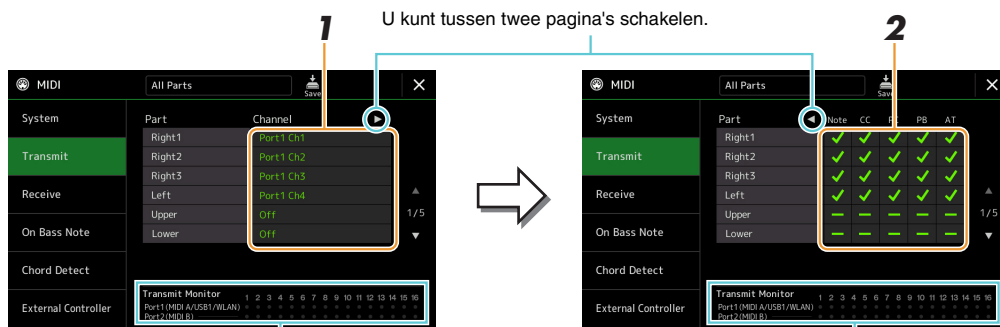 U kunt tussen twee pagina's schakelen.
1
2
MIDI
All Parts
Save
System
Transmit
Receive
On Bass Note
Chord Detect
External Controller
Part Channel
Right1 Port1 Ch1
Right2 Port1 Ch2
Right3 Port1 Ch3
Left Port1 Ch4
Upper Off
Lower Off
1/5
Transmit Monitor
1 2 3 4 5 6 7 8 9 10 11 12 13 14 15 16
Port1(MIDI A/USB1/WLAN)
Port2(MIDI B)
MIDI
All Parts
Save
System
Transmit
Receive
On Bass Note
Chord Detect
External Controller
Part Note CC PC PB AT
Right1
Right2
Right3
Left
Upper
Lower
1/5
Transmit Monitor
1 2 3 4 5 6 7 8 9 10 11 12 13 14 15 16
Port1(MIDI A/USB1/WLAN)
Port2(MIDI B)